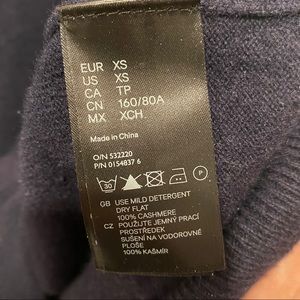 EUR XS
US XS
CA TP
CN 160/80A
MX XCH
Made in China
O/N 532220
P/N 0154837 6
30
P
GB USE MILD DETERGENT
DRY FLAT
100% CASHMERE
CZ POUŽIJTE JEMNÝ PRACÍ
PROSTŘEDEK
SUŠENÍ NA VODOROVNÉ
PLOŠE
100% KAŠMÍR